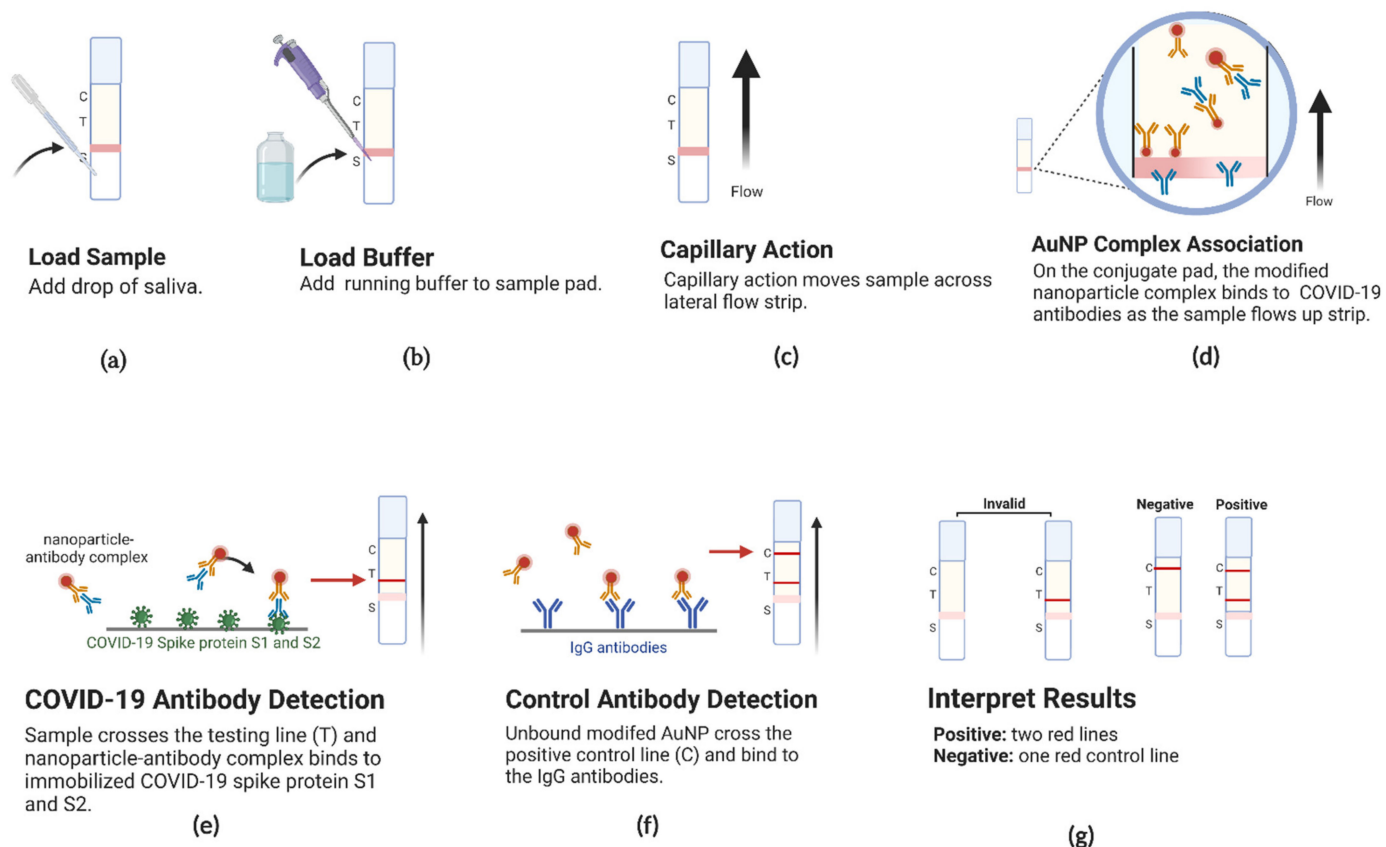 C
T
S
Load Sample
Add drop of saliva.
(a)
C
T
S
Load Buffer
Add running buffer to sample pad.
(b)
C
T
S
Flow
Capillary Action
Capillary action moves sample across
lateral flow strip.
(c)
Flow
AuNP Complex Association
On the conjugate pad, the modified
nanoparticle complex binds to COVID-19
antibodies as the sample flows up strip.
(d)
nanoparticle-
antibody complex
COVID-19 Spike protein S1 and S2
C
T
S
COVID-19 Antibody Detection
Sample crosses the testing line (T) and
nanoparticle-antibody complex binds to
immobilized COVID-19 spike protein S1
and S2.
(e)
IgG antibodies
C
T
S
Control Antibody Detection
Unbound modifed AuNP cross the
positive control line (C) and bind to
the IgG antibodies.
(f)
Invalid
Negative
Positive
C
T
S
C
T
S
C
T
S
C
T
S
Interpret Results
Positive: two red lines
Negative: one red control line
(g)